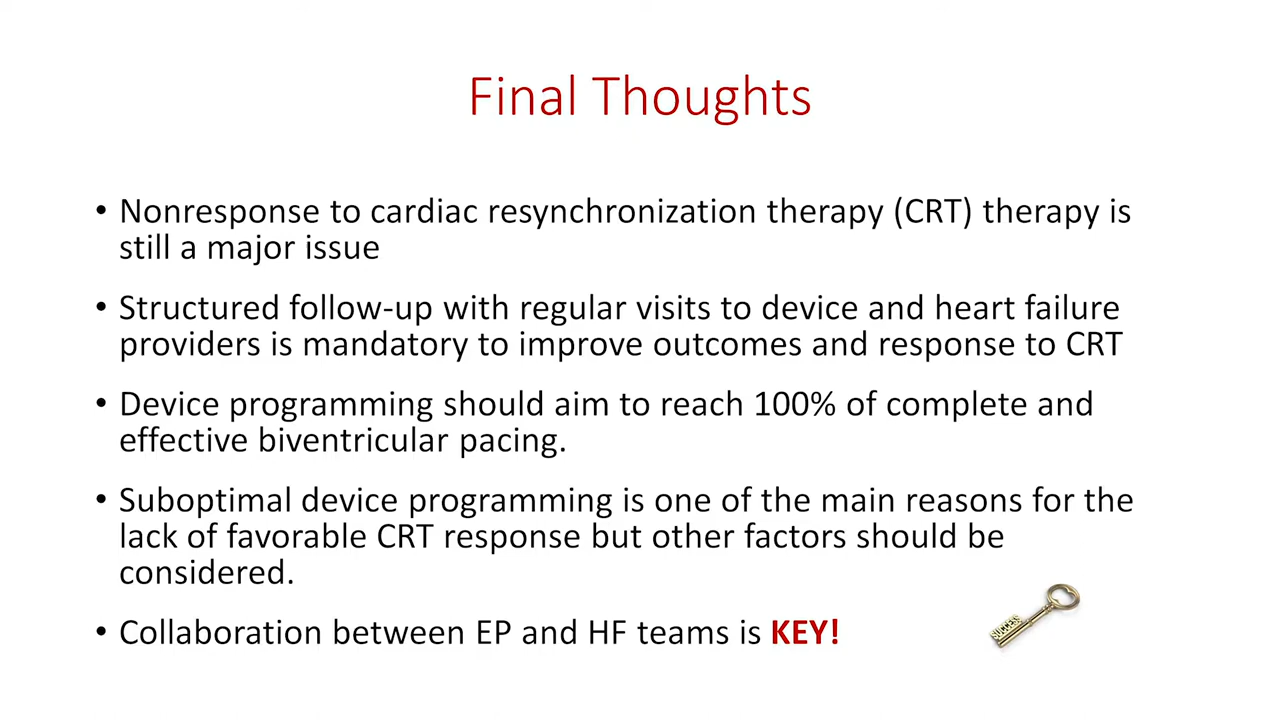 Final Thoughts
• Nonresponse to cardiac resynchronization therapy (CRT) therapy is
still a major issue
• Structured follow-up with regular visits to device and heart failure
providers is mandatory to improve outcomes and response to CRT
• Device programming should aim to reach 100% of complete and
effective biventricular pacing.
• Suboptimal device programming is one of the main reasons for the
lack of favorable CRT response but other factors should be
considered.
• Collaboration between EP and HF teams is KEY!
SUCCESS